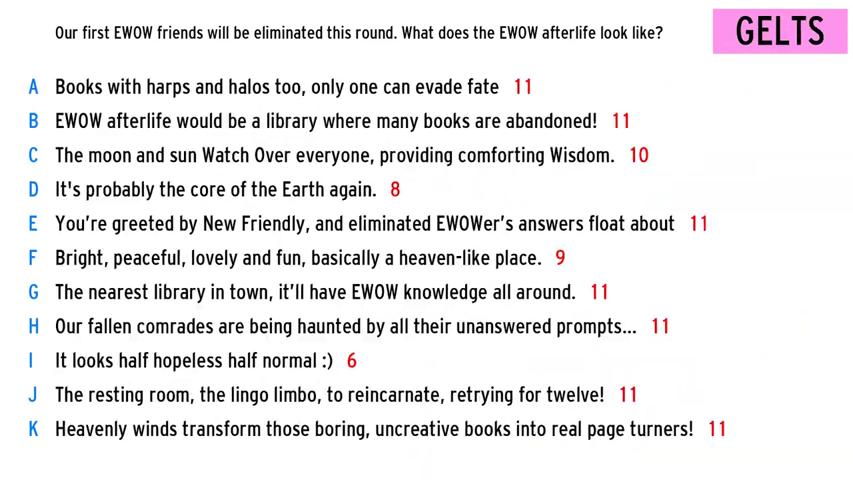 Our first EWOW friends will be eliminated this round. What does the EWOW afterlife look like?
GELTS
A Books with harps and halos too, only one can evade fate 11
B EWOW afterlife would be a library where many books are abandoned! 11
C The moon and sun Watch Over everyone, providing comforting Wisdom. 10
D It's probably the core of the Earth again. 8
E You’re greeted by New Friendly, and eliminated EWOWer’s answers float about 11
F Bright, peaceful, lovely and fun, basically a heaven-like place. 9
G The nearest library in town, it’ll have EWOW knowledge all around. 11
H Our fallen comrades are being haunted by all their unanswered prompts... 11
I It looks half hopeless half normal :) 6
J The resting room, the lingo limbo, to reincarnate, retrying for twelve! 11
K Heavenly winds transform those boring, uncreative books into real page turners! 11